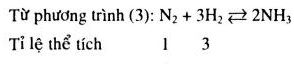 Từ phương trình (3): N₂ + 3H₂ ⇄ 2NH₃
Tỉ lệ thể tích 1 3